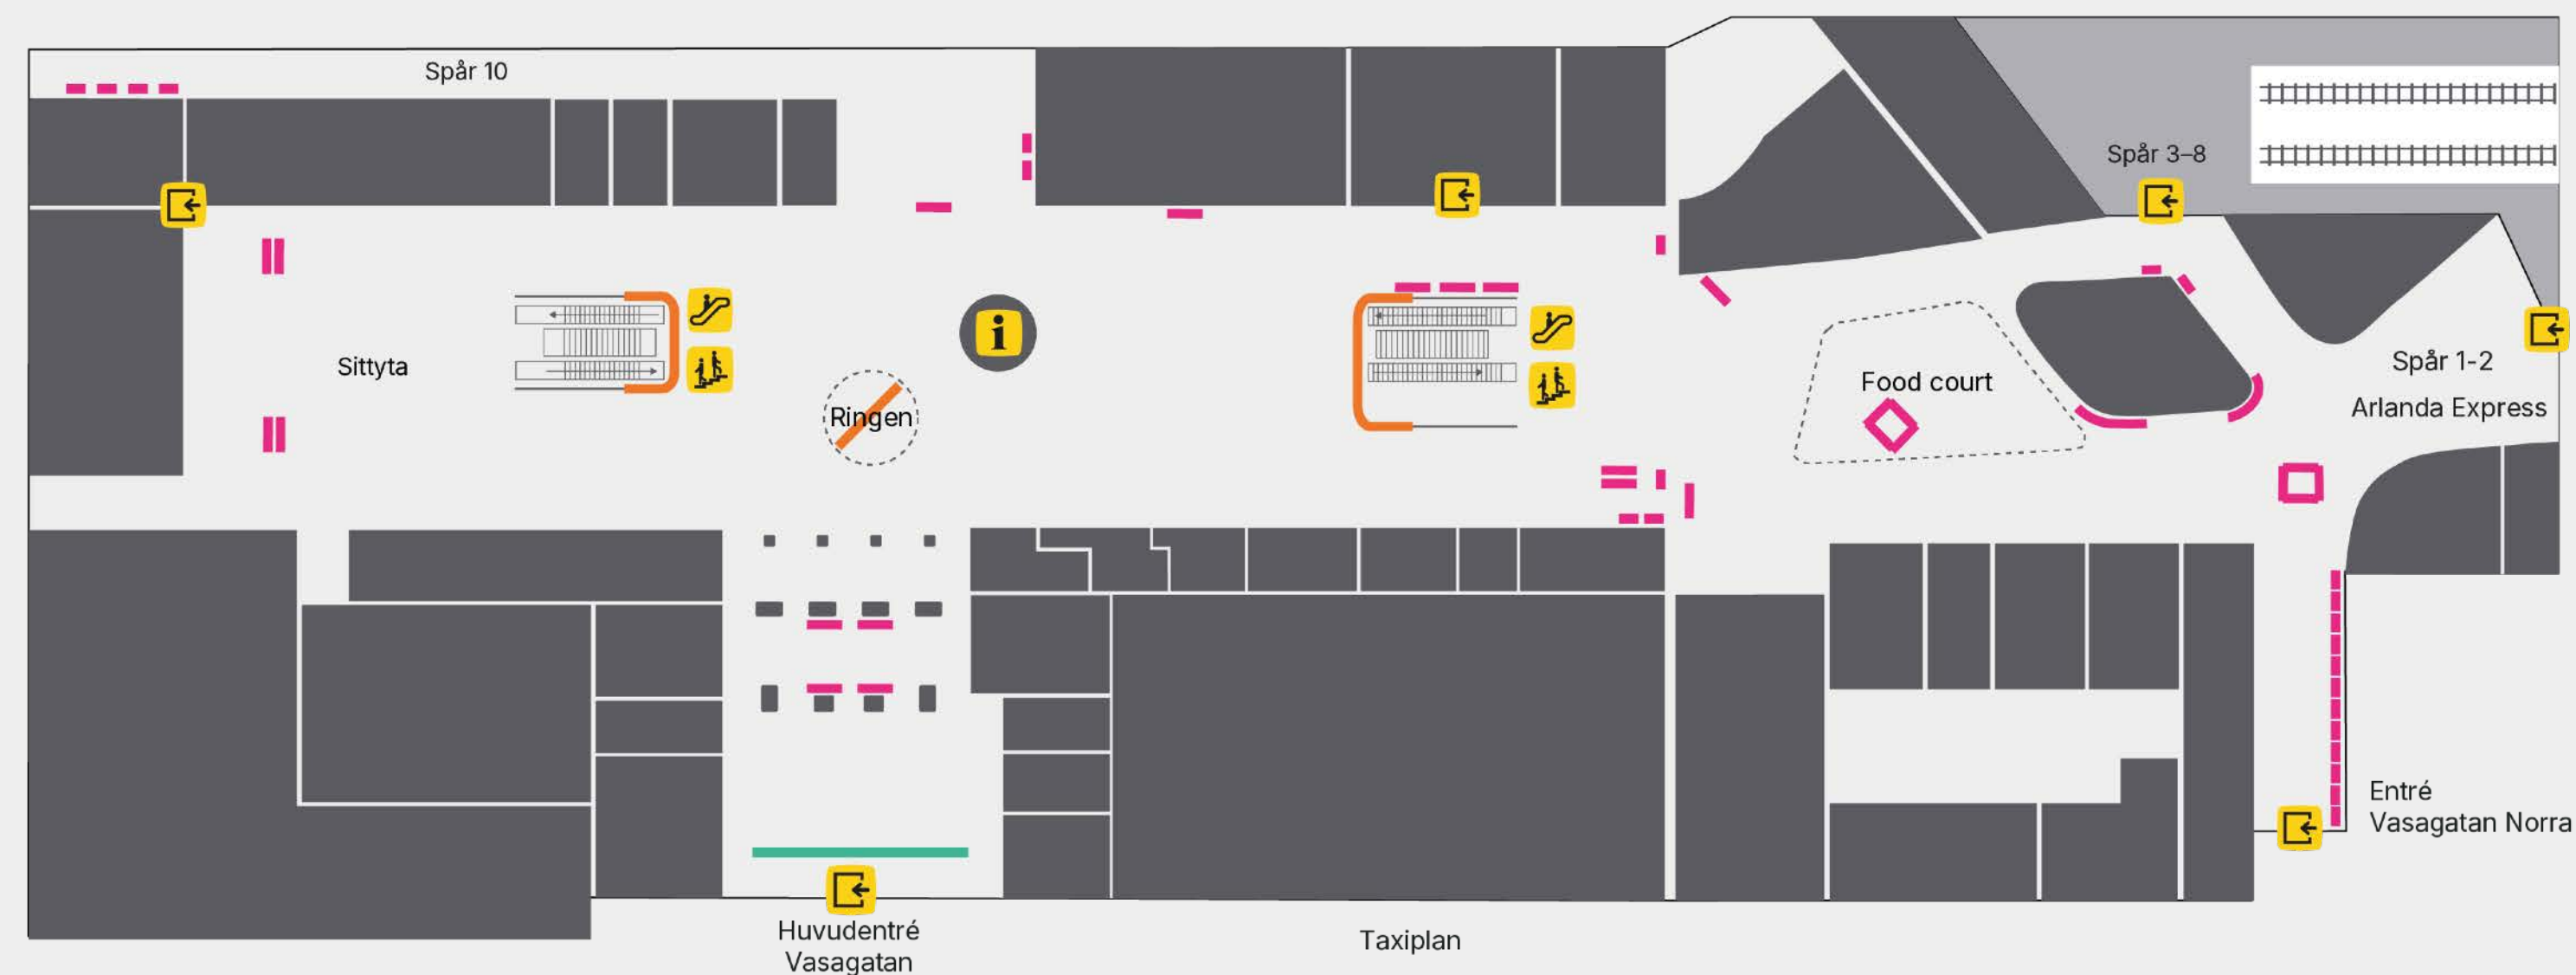 Spår 10
Spår 3–8
Sittyta
i
Ringen
Food court
Spår 1-2
Arlanda Express
Entré
Vasagatan Norra
Huvudentré
Vasagatan
Taxiplan